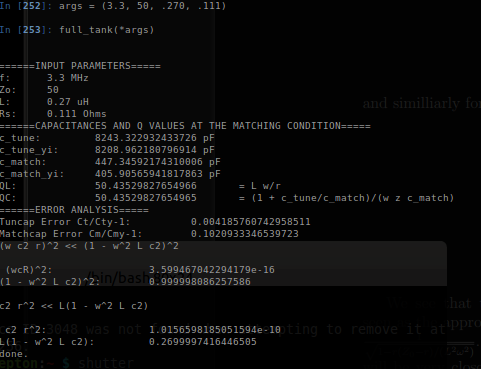 In [252]: args = (3.3, 50, .270, .111)
In [253]: full_tank(*args)
======INPUT PARAMETERS=====
f: 3.3 MHz
Zo: 50
L: 0.27 uH
Rs: 0.111 Ohms
and similliarly fo
======CAPACITANCES AND Q VALUES AT THE MATCHING CONDITION=====
c_tune: 8243.322932433726 pF
c_tune_yi: 8208.962180796914 pF
c_match: 447.34592174310006 pF
c_match_yi: 405.90565941817863 pF
QL: 50.43529827654966 = L w/r
QC: 50.43529827654965 = (1 + c_tune/c_match)/(w z c_match)
======ERROR ANALYSIS=====
Tuncap Error Ct/Cty-1: 0.004185760742958511
Matchcap Error Cm/Cmy-1: 0.1020933346539723
(w c2 r)^2 << (1 - w^2 L c2)^2
(wcR)^2: 3.599467042294179e-16
(1 - w^2 L c2)^2: 0.999998086257586
/bin/bas
c2 r^2 << L(1 - w^2 L c2)
hat
c2 r^2: 1.0156598185051594e-10
3048 was not
ting to remove it at
ppro
L(1 - w^2 L c2): 0.2699997416446505
done.
epton:~ $ shutter